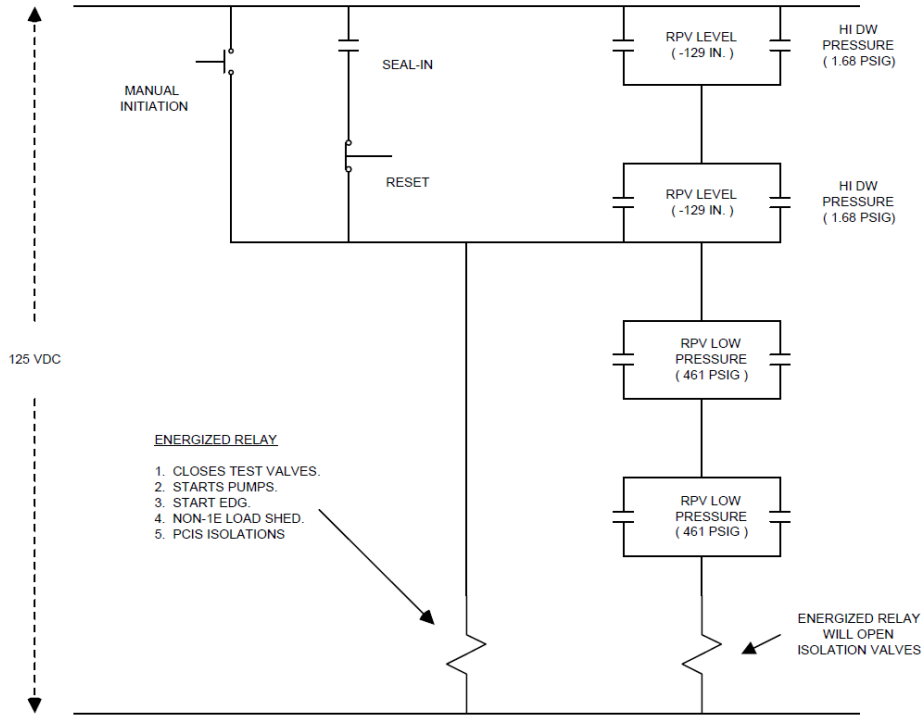 RPV LEVEL
( -129 IN. )
HI DW
PRESSURE
( 1.68 PSIG)
SEAL-IN
MANUAL
INITIATION
RESET
RPV LEVEL
( -129 IN. )
HI DW
PRESSURE
( 1.68 PSIG)
125 VDC
RPV LOW
PRESSURE
( 461 PSIG )
ENERGIZED RELAY
1. CLOSES TEST VALVES.
2. STARTS PUMPS.
3. START EDG.
4. NON-1E LOAD SHED.
5. PCIS ISOLATIONS
RPV LOW
PRESSURE
( 461 PSIG )
ENERGIZED RELAY
WILL OPEN
ISOLATION VALVES